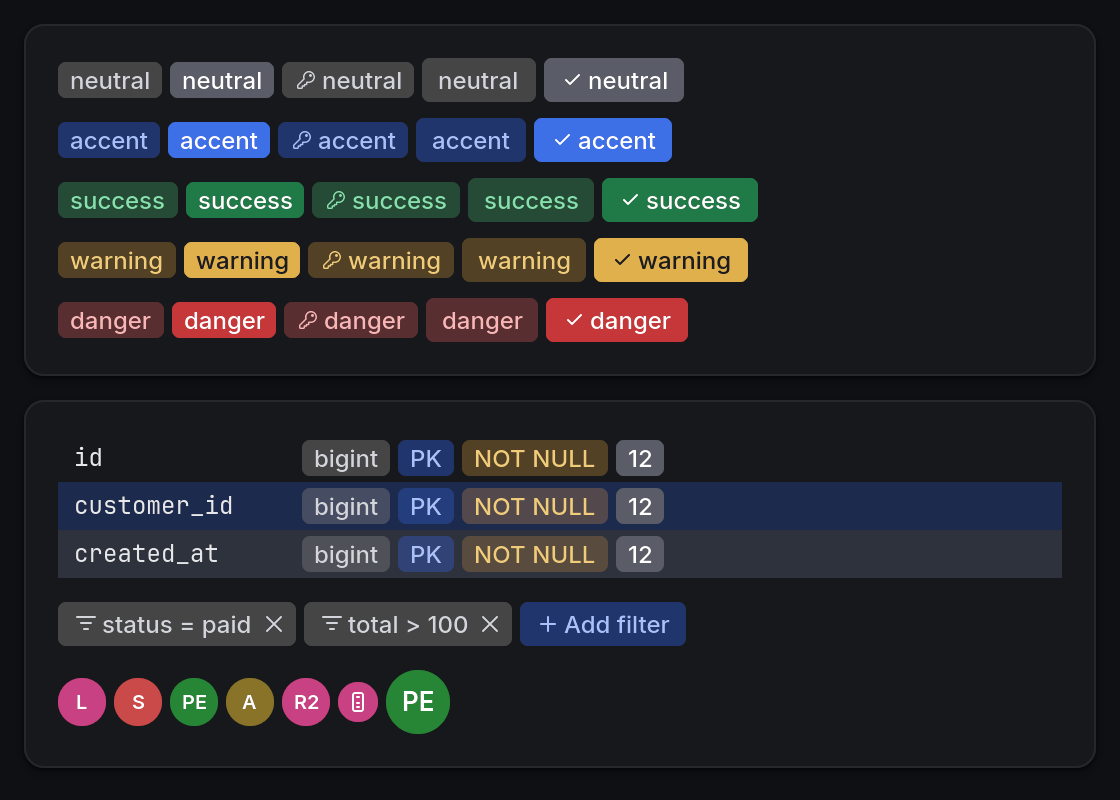 neutral neutral neutral neutral neutral
accent accent accent accent accent
success success success success success
warning warning warning warning warning
danger danger danger danger danger
id bigint PK NOT NULL 12
customer_id bigint PK NOT NULL 12
created_at bigint PK NOT NULL 12
status = paid total > 100 + Add filter
L S PE A R2 PE